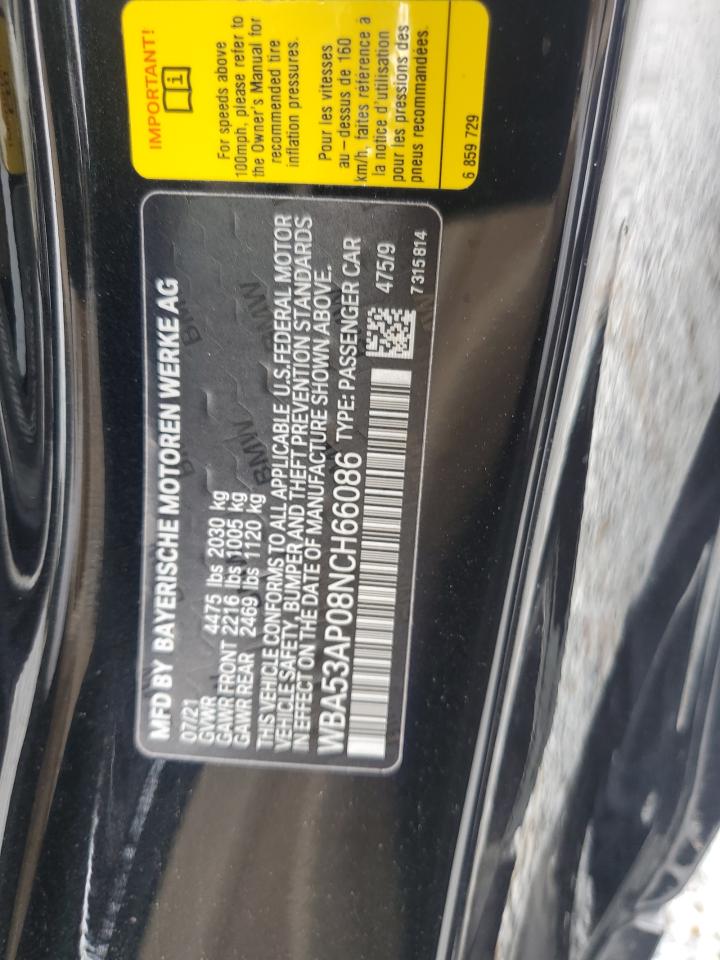 IMPORTANT!
For speeds above
100mph, please refer to
the Owner's Manual for
recommended tire
inflation pressures.
Pour les vitesses
au - dessus de 160
km/h, faites référence à
la notice d'utilisation
pour les pressions des
pneus recommandées.
6 859 729
MFD BY BAYERISCHE MOTOREN WERKE AG
07/21
GVWR 4475 lbs 2030 kg
GAWR FRONT 2216 lbs 1005 kg
GAWR REAR 2469 lbs 1120 kg
THIS VEHICLE CONFORMS TO ALL APPLICABLE U.S. FEDERAL MOTOR
VEHICLE SAFETY, BUMPER AND THEFT PREVENTION STANDARDS
IN EFFECT ON THE DATE OF MANUFACTURE SHOWN ABOVE.
WBA53AP08NCH66086 TYPE: PASSENGER CAR
475/9
7 315 814